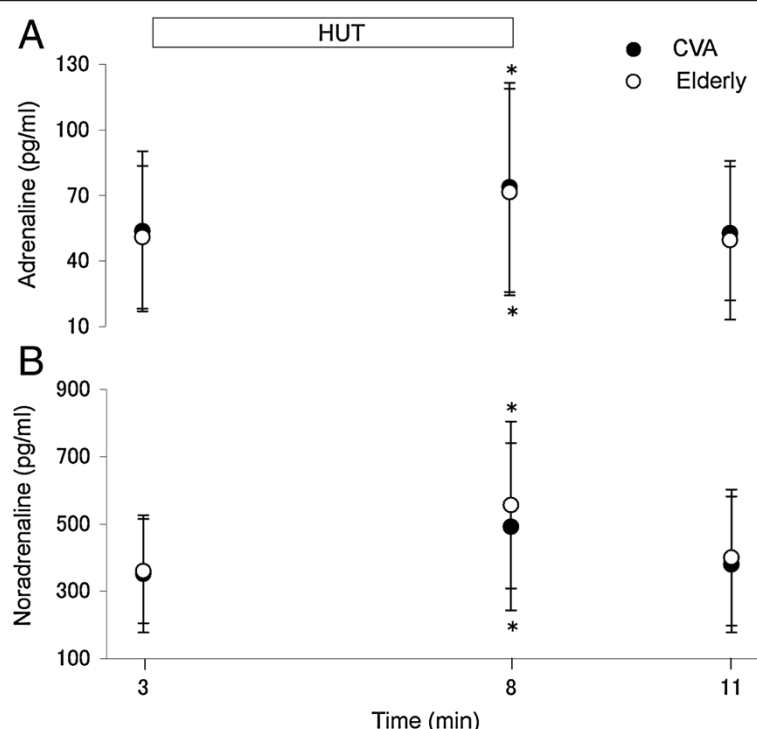 A
HUT
CVA
Elderly
Adrenaline (pg/ml)
130
100
70
40
10
*
*
B
Noradrenaline (pg/ml)
900
700
500
300
100
*
*
3
8
11
Time (min)